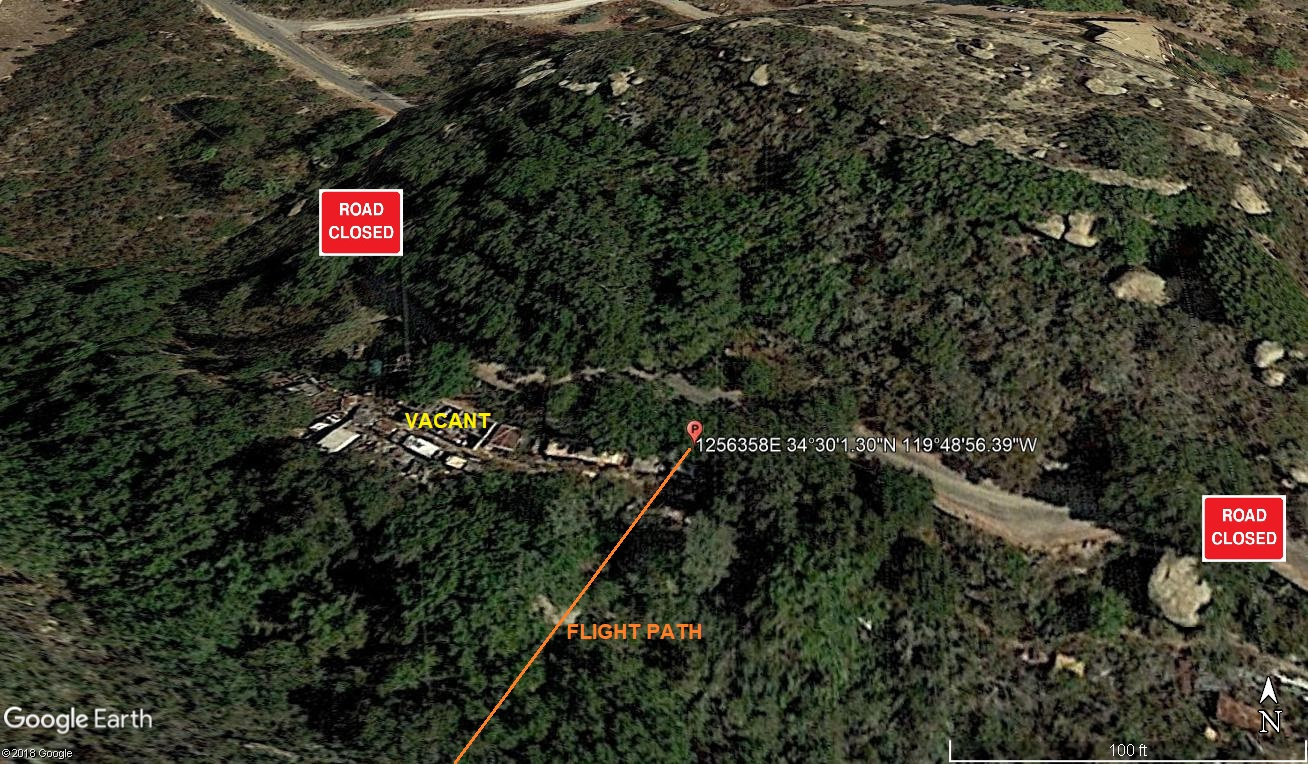 ROAD
CLOSED
VACANT
1256358E 34°30'1.30"N 119°48'56.39"W
ROAD
CLOSED
FLIGHT PATH
N
Google Earth
©2018 Google
100 ft